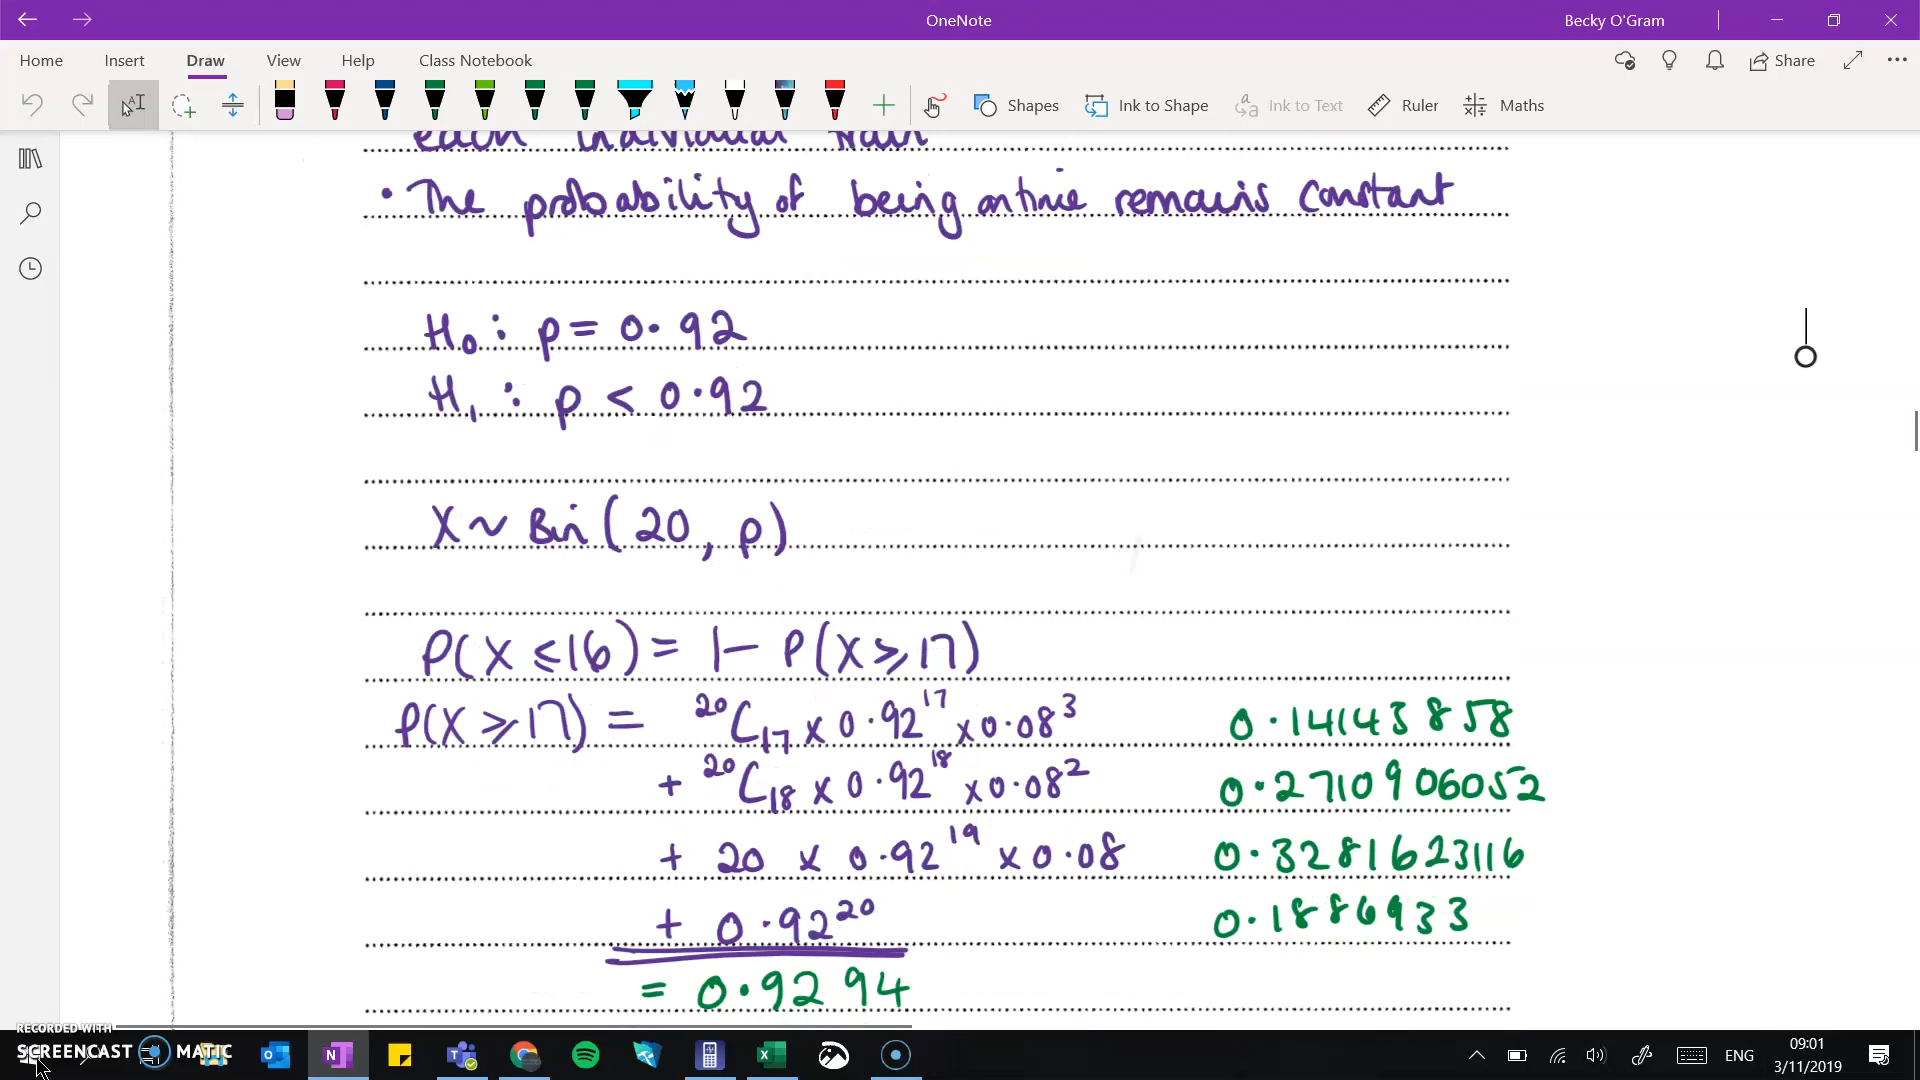 OneNote
Becky O'Gram
Home Insert Draw View Help Class Notebook
Share
Shapes Ink to Shape Ink to Text Ruler Maths
each individual train
• The probability of being on time remains constant
H₀ : p = 0.92
H₁ : p < 0.92
X ~ Bin (20, p)
P(X ≤ 16) = 1 - P(X ≥ 17)
P(X ≥ 17) = ²⁰C₁₇ × 0.92¹⁷ × 0.08³ 0.14143858
+ ²⁰C₁₈ × 0.92¹⁸ × 0.08² 0.2710906052
+ 20 × 0.92¹⁹ × 0.08 0.3281623116
+ 0.92²⁰ 0.1886933
= 0.9294
RECORDED WITH
SCREENCAST MATIC
ENG
09:01
3/11/2019